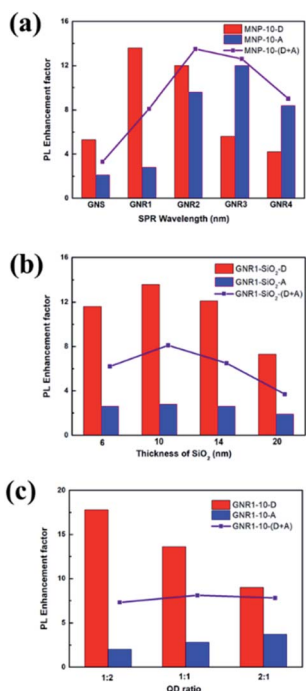 (a)
PL Enhancement factor
16
12
8
4
0
MNP-10-D
MNP-10-A
MNP-10-(D+A)
GNS GNR1 GNR2 GNR3 GNR4
SPR Wavelength (nm)
(b)
PL Enhancement factor
16
12
8
4
0
GNR1-SiO₂-D
GNR1-SiO₂-A
GNR1-SiO₂-(D+A)
6 10 14 20
Thickness of SiO₂ (nm)
(c)
PL Enhancement factor
20
15
10
5
0
GNR1-10-D
GNR1-10-A
GNR1-10-(D+A)
1:2 1:1 2:1
QD ratio